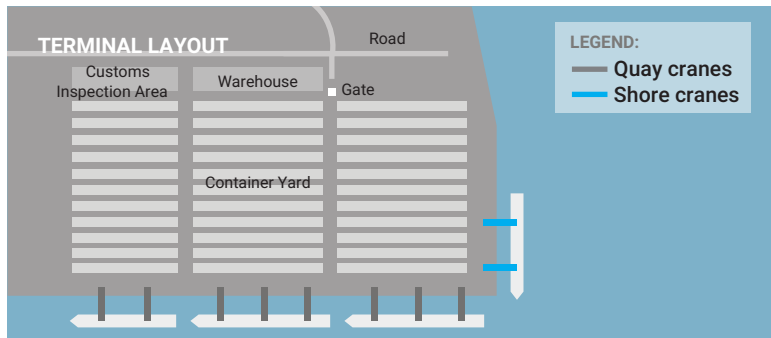 TERMINAL LAYOUT
Road
LEGEND:
Quay cranes
Shore cranes
Customs
Inspection Area
Warehouse
Gate
Container Yard